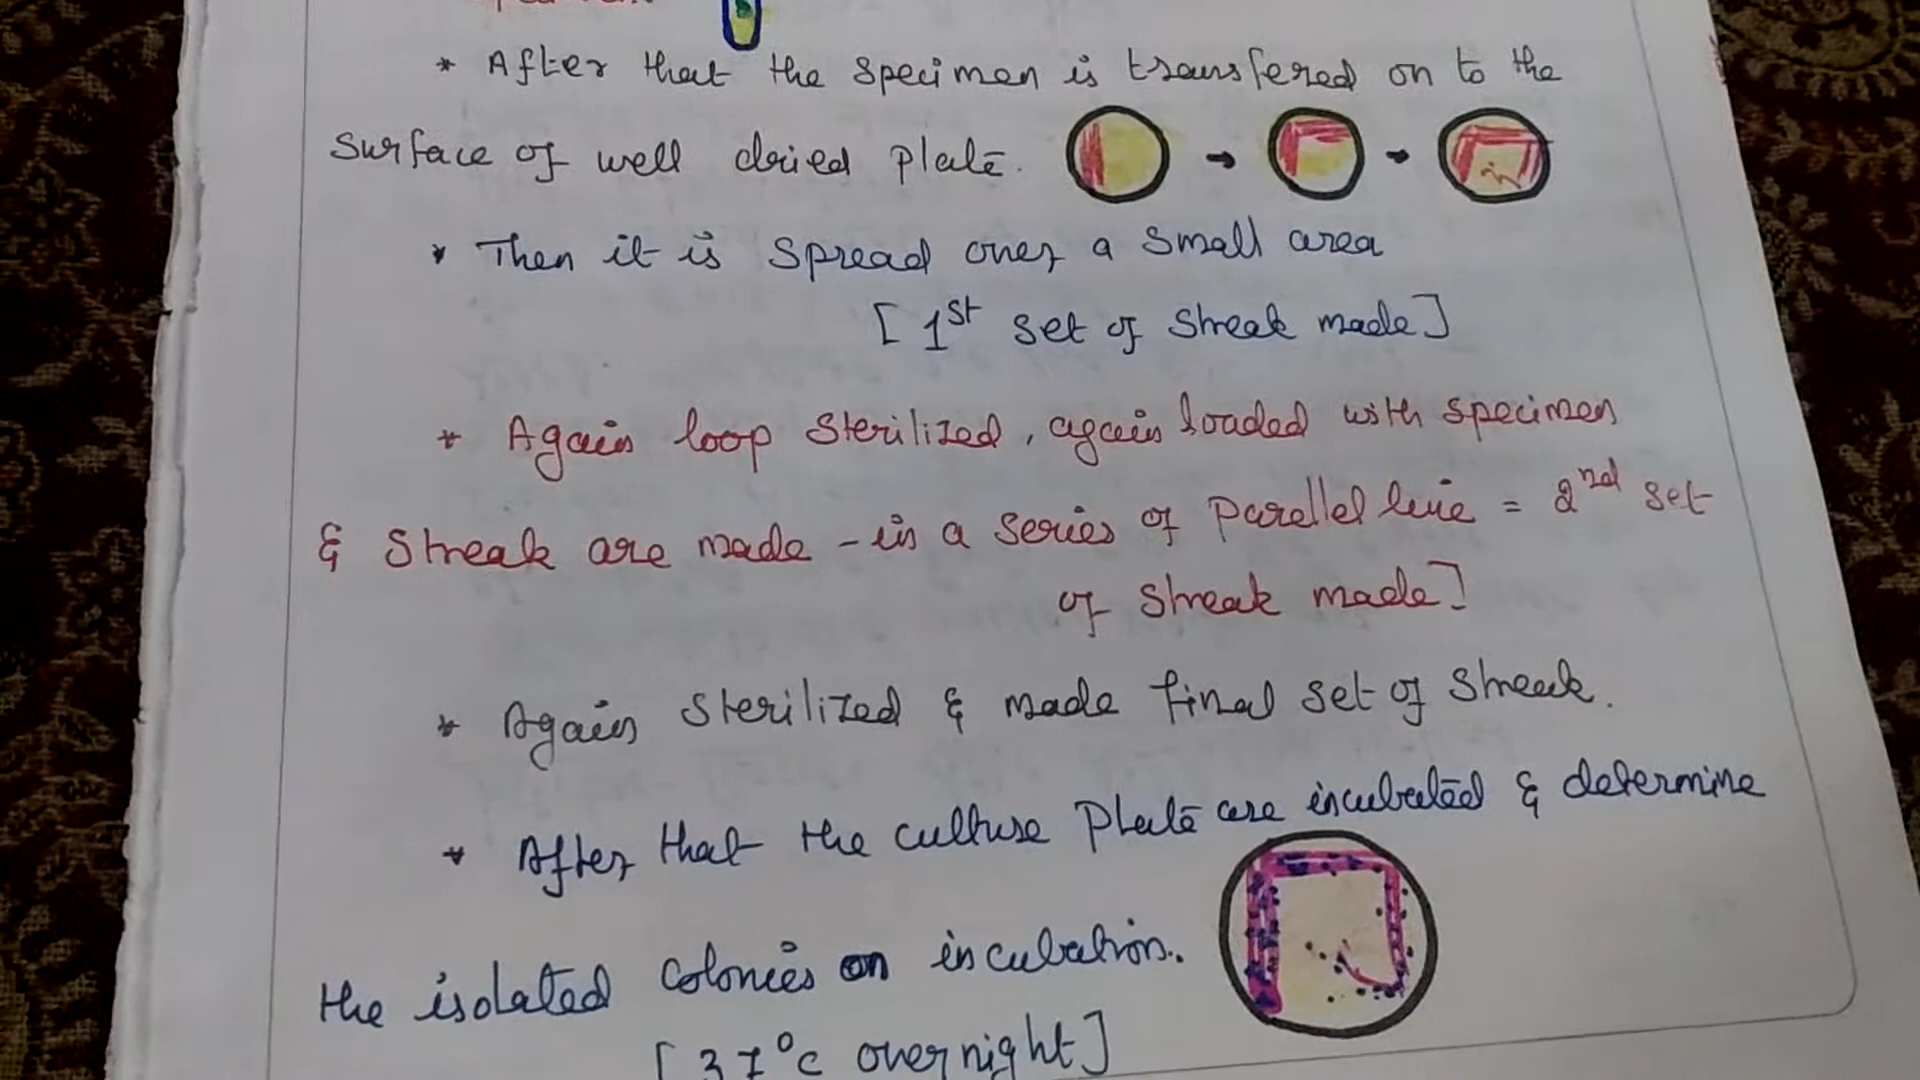 * After that the specimen is transfered on to the
surface of well dried plate.
* Then it is spread over a small area
[ 1st set of streak made ]
* Again loop sterilized, again loaded with specimen
& streak are made - in a series of parellel line = 2nd set
of streak made ]
* Again sterilized & made final set of streak.
* After that the culture plate are incubated & determine
the isolated colonies on incubation.
[ 37°c over night ]